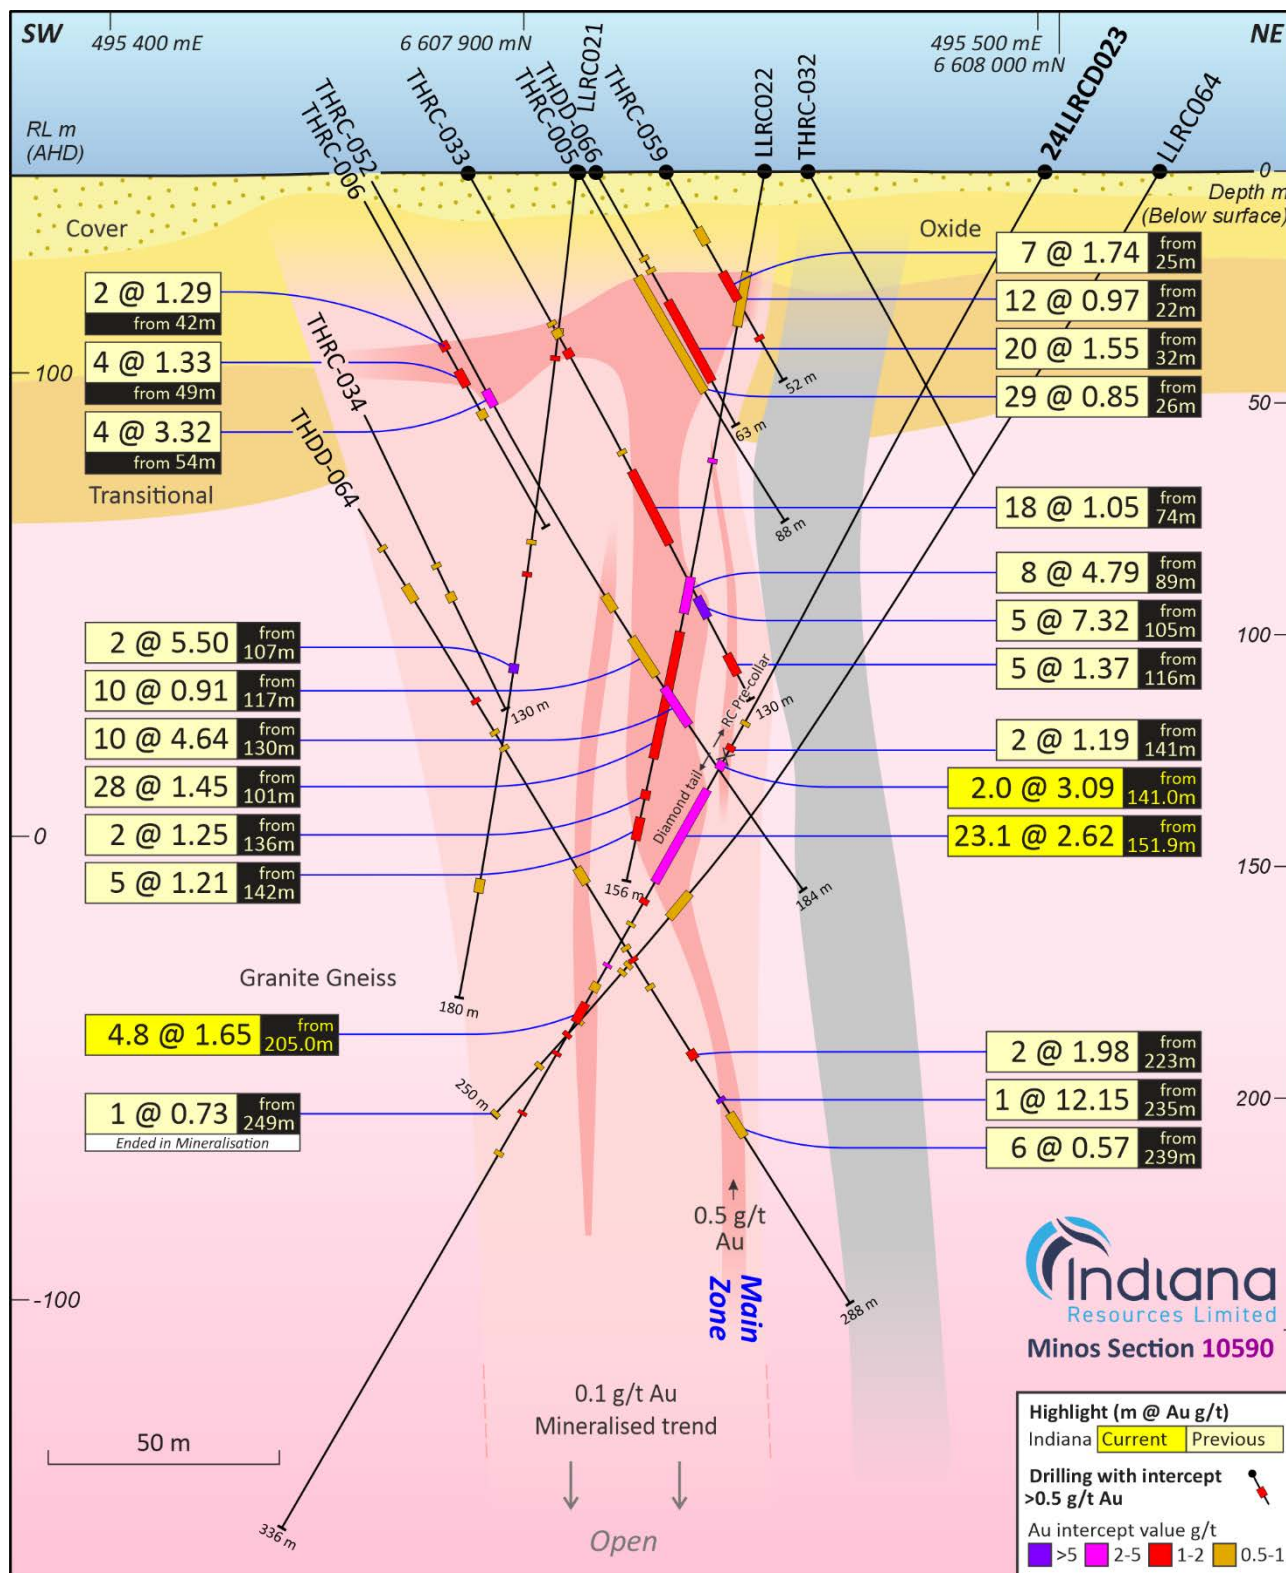 SW
495 400 mE
6 607 900 mN
495 500 mE
6 608 000 mN
NE
RL m
(AHD)
THRC-006
THRC-052
THRC-033
THRC-005
THDD-066
LLRC021
THRC-059
LLRC022
THRC-032
24LLRCD023
LLRC064
0
Depth m
(Below surface)
Cover
Oxide
7 @ 1.74 from 25m
12 @ 0.97 from 22m
20 @ 1.55 from 32m
29 @ 0.85 from 26m
2 @ 1.29
from 42m
4 @ 1.33
from 49m
4 @ 3.32
from 54m
Transitional
100
50
THRC-034
THDD-064
52 m
63 m
88 m
18 @ 1.05 from 74m
8 @ 4.79 from 89m
5 @ 7.32 from 105m
5 @ 1.37 from 116m
100
2 @ 5.50 from 107m
10 @ 0.91 from 117m
10 @ 4.64 from 130m
28 @ 1.45 from 101m
2 @ 1.25 from 136m
5 @ 1.21 from 142m
130 m
130 m
RC Pre-collar
Diamond tail
2 @ 1.19 from 141m
2.0 @ 3.09 from 141.0m
23.1 @ 2.62 from 151.9m
0
150
156 m
184 m
Granite Gneiss
180 m
4.8 @ 1.65 from 205.0m
250 m
1 @ 0.73 from 249m
Ended in Mineralisation
2 @ 1.98 from 223m
1 @ 12.15 from 235m
6 @ 0.57 from 239m
200
0.5 g/t
Au
Main
Zone
288 m
-100
Indiana
Resources Limited
Minos Section 10590
0.1 g/t Au
Mineralised trend
50 m
336 m
Open
Highlight (m @ Au g/t)
Indiana Current Previous
Drilling with intercept
>0.5 g/t Au
Au intercept value g/t
>5 2-5 1-2 0.5-1